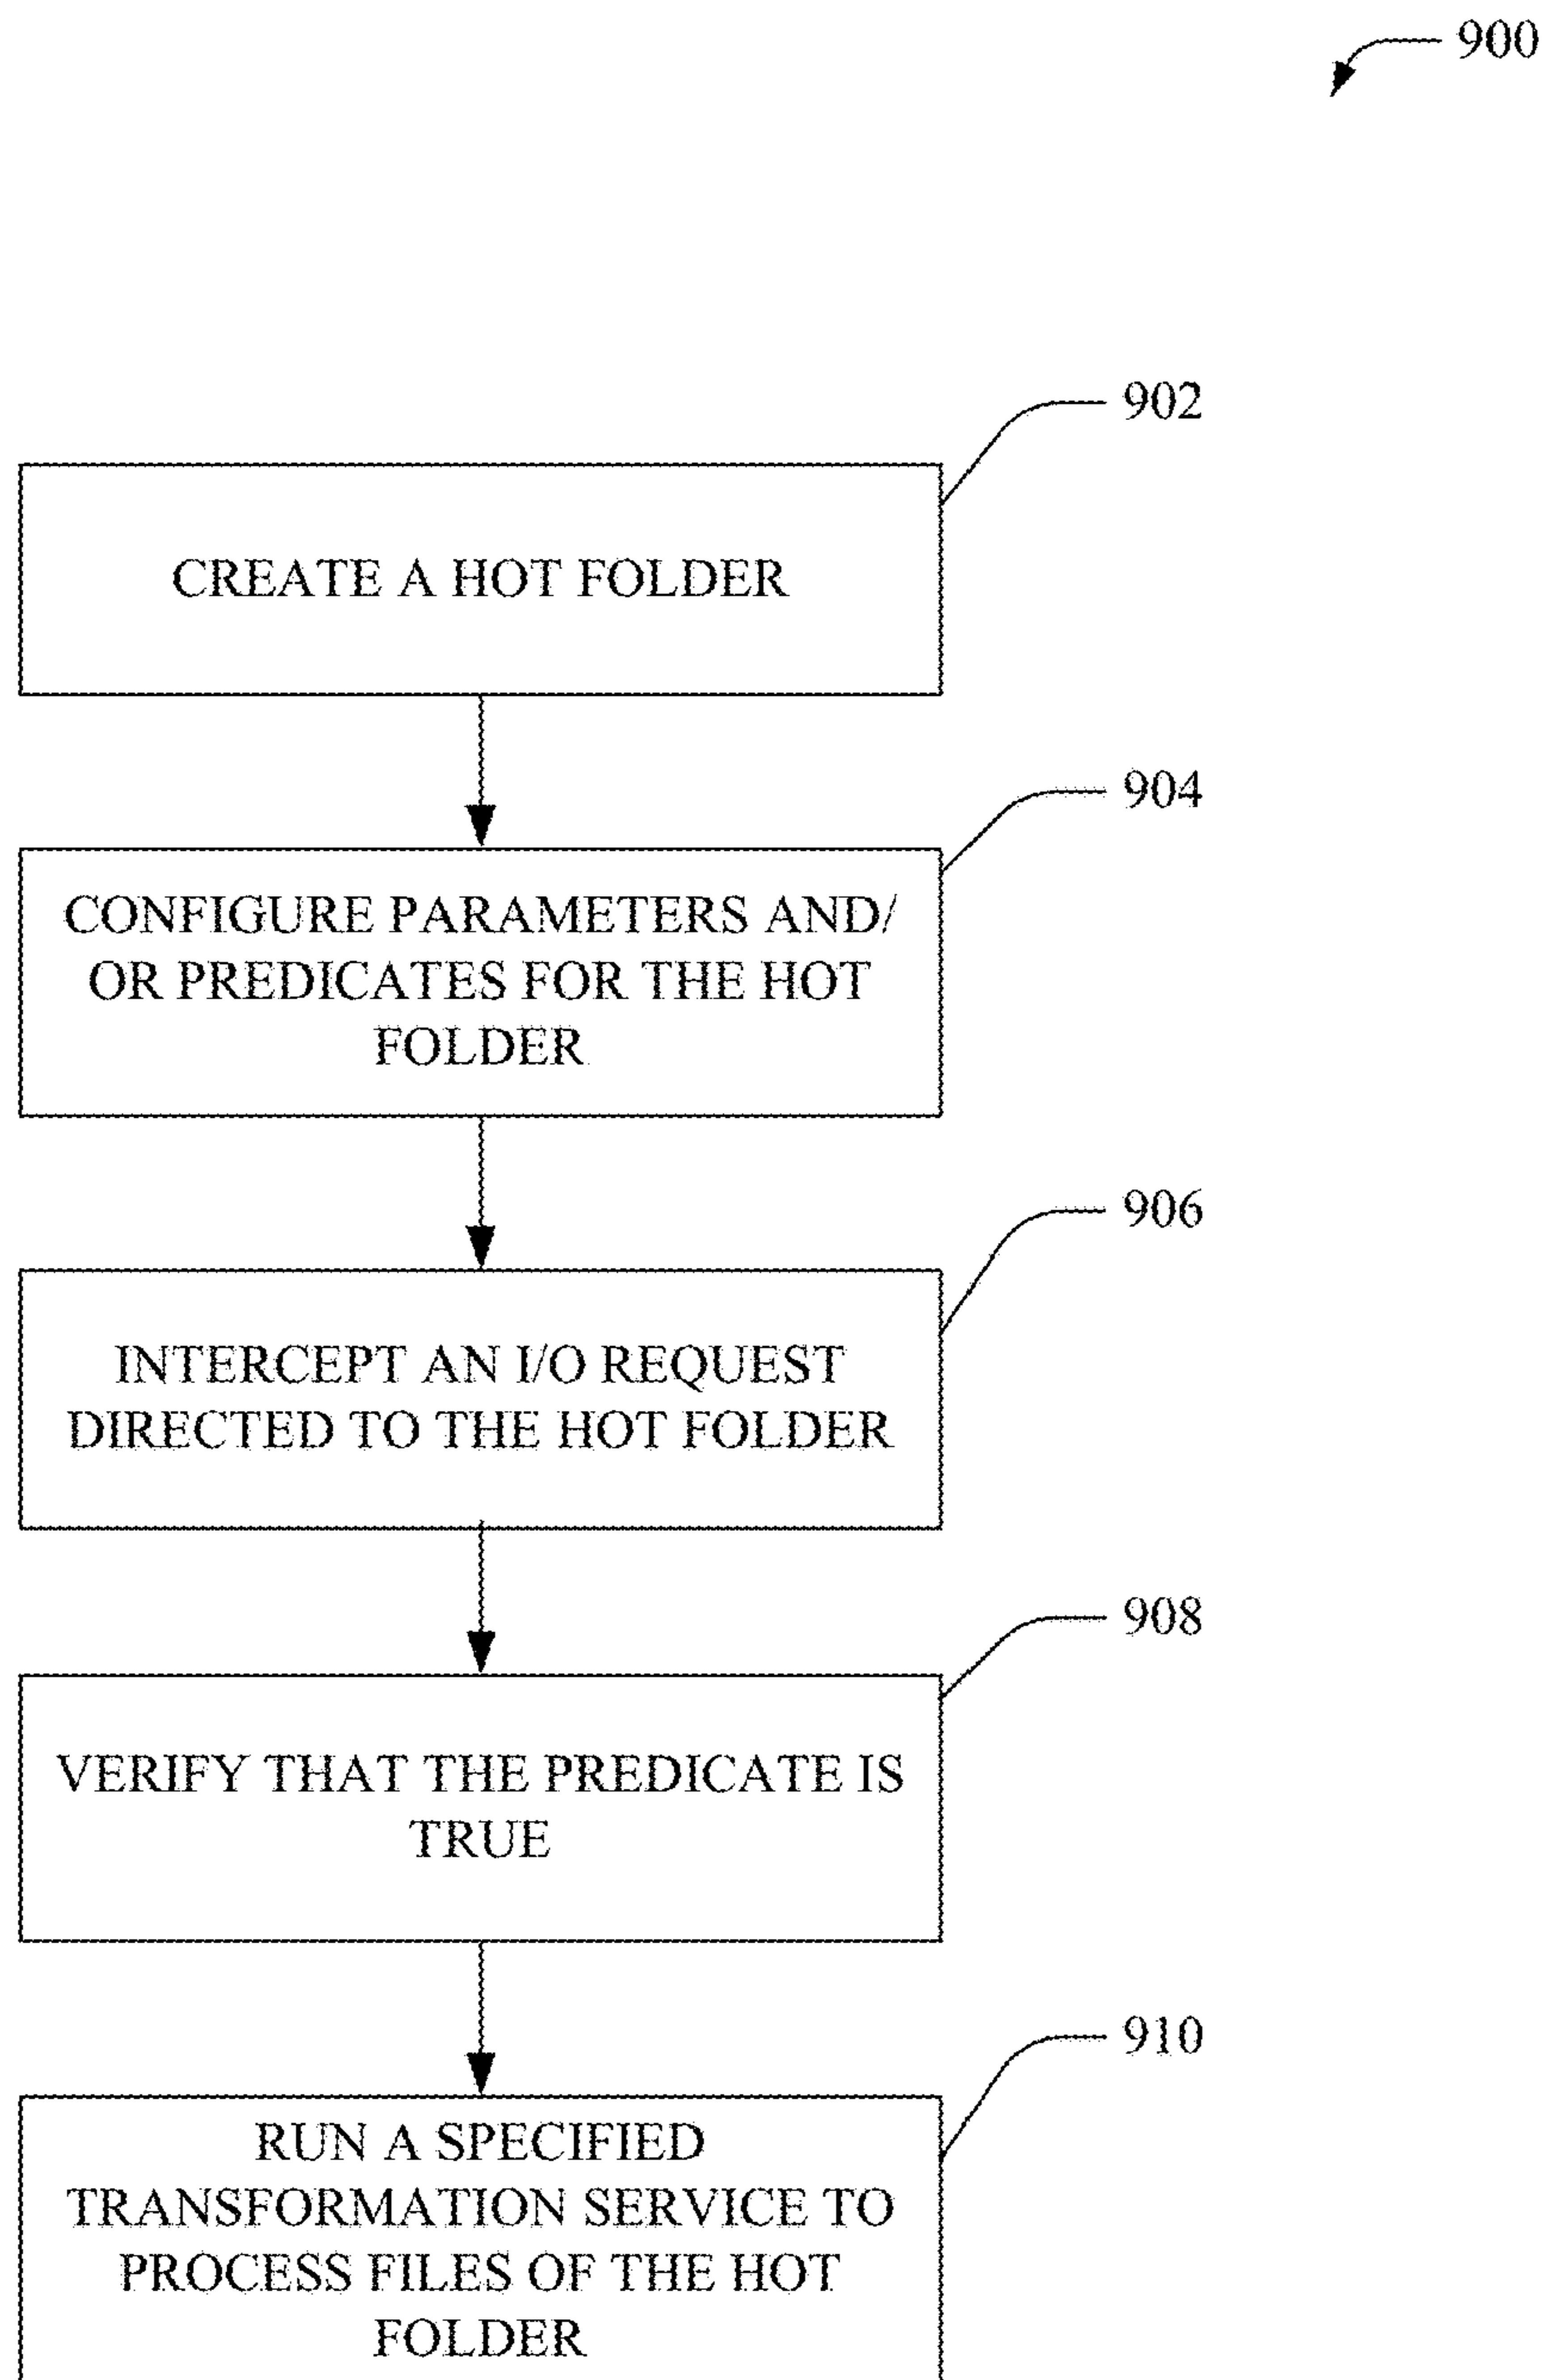 900
902
CREATE A HOT FOLDER
904
CONFIGURE PARAMETERS AND/
OR PREDICATES FOR THE HOT
FOLDER
906
INTERCEPT AN I/O REQUEST
DIRECTED TO THE HOT FOLDER
908
VERIFY THAT THE PREDICATE IS
TRUE
910
RUN A SPECIFIED
TRANSFORMATION SERVICE TO
PROCESS FILES OF THE HOT
FOLDER